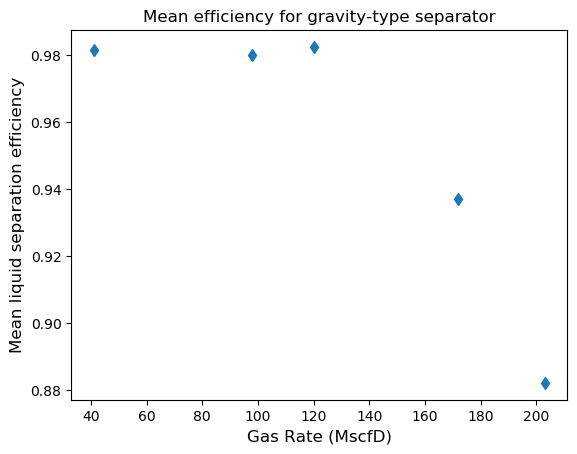 Mean efficiency for gravity-type separator
Mean liquid separation efficiency
0.98
0.96
0.94
0.92
0.90
0.88
40 60 80 100 120 140 160 180 200
Gas Rate (MscfD)